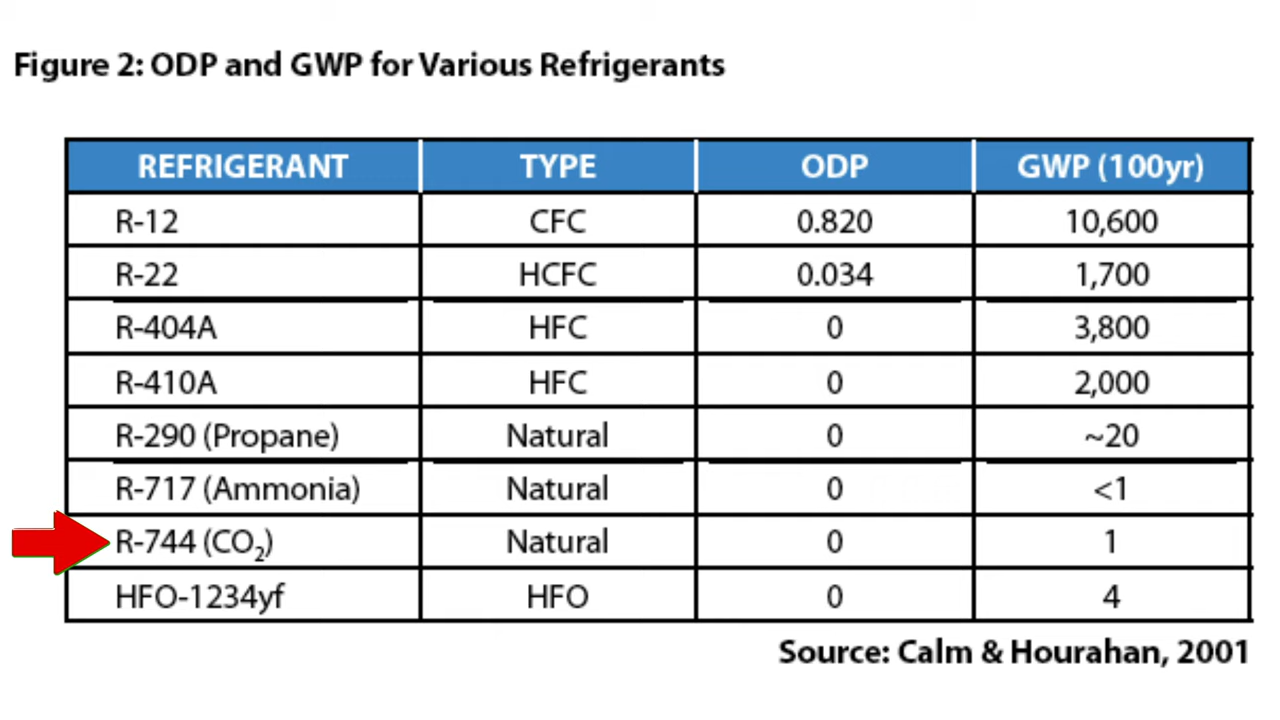 Figure 2: ODP and GWP for Various Refrigerants
REFRIGERANT TYPE ODP GWP (100yr)
R-12 CFC 0.820 10,600
R-22 HCFC 0.034 1,700
R-404A HFC 0 3,800
R-410A HFC 0 2,000
R-290 (Propane) Natural 0 ~20
R-717 (Ammonia) Natural 0 <1
R-744 (CO₂) Natural 0 1
HFO-1234yf HFO 0 4
Source: Calm & Hourahan, 2001